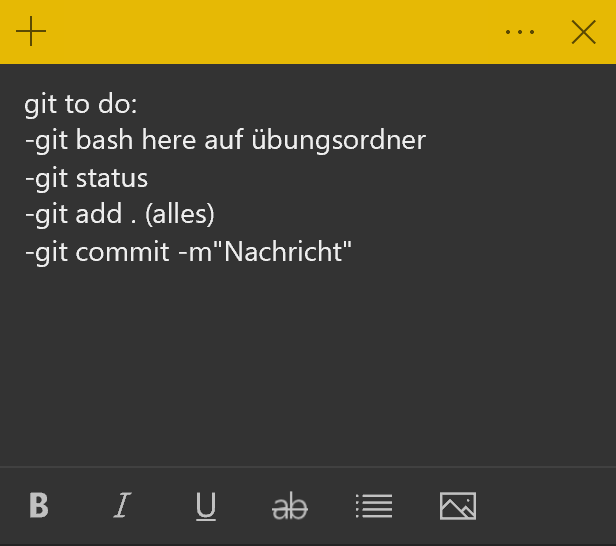 git to do:
-git bash here auf übungsordner
-git status
-git add . (alles)
-git commit -m"Nachricht"
B I U ab